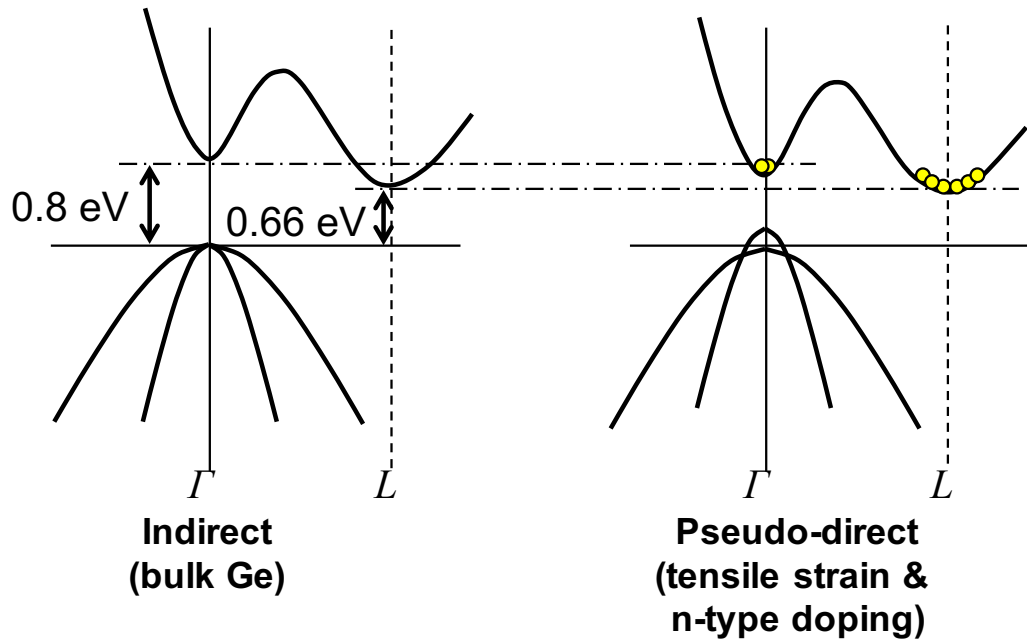 0.8 eV
0.66 eV
Γ
L
Γ
L
Indirect
(bulk Ge)
Pseudo-direct
(tensile strain &
n-type doping)